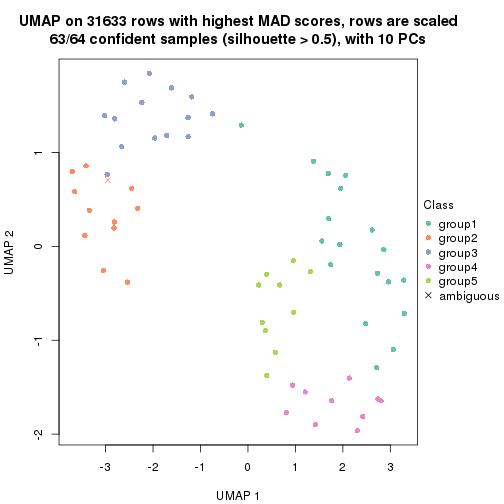 UMAP on 31633 rows with highest MAD scores, rows are scaled
63/64 confident samples (silhouette > 0.5), with 10 PCs
UMAP 2
1
0
-1
-2
-3
-2
-1
0
1
2
3
UMAP 1
Class
group1
group2
group3
group4
group5
ambiguous